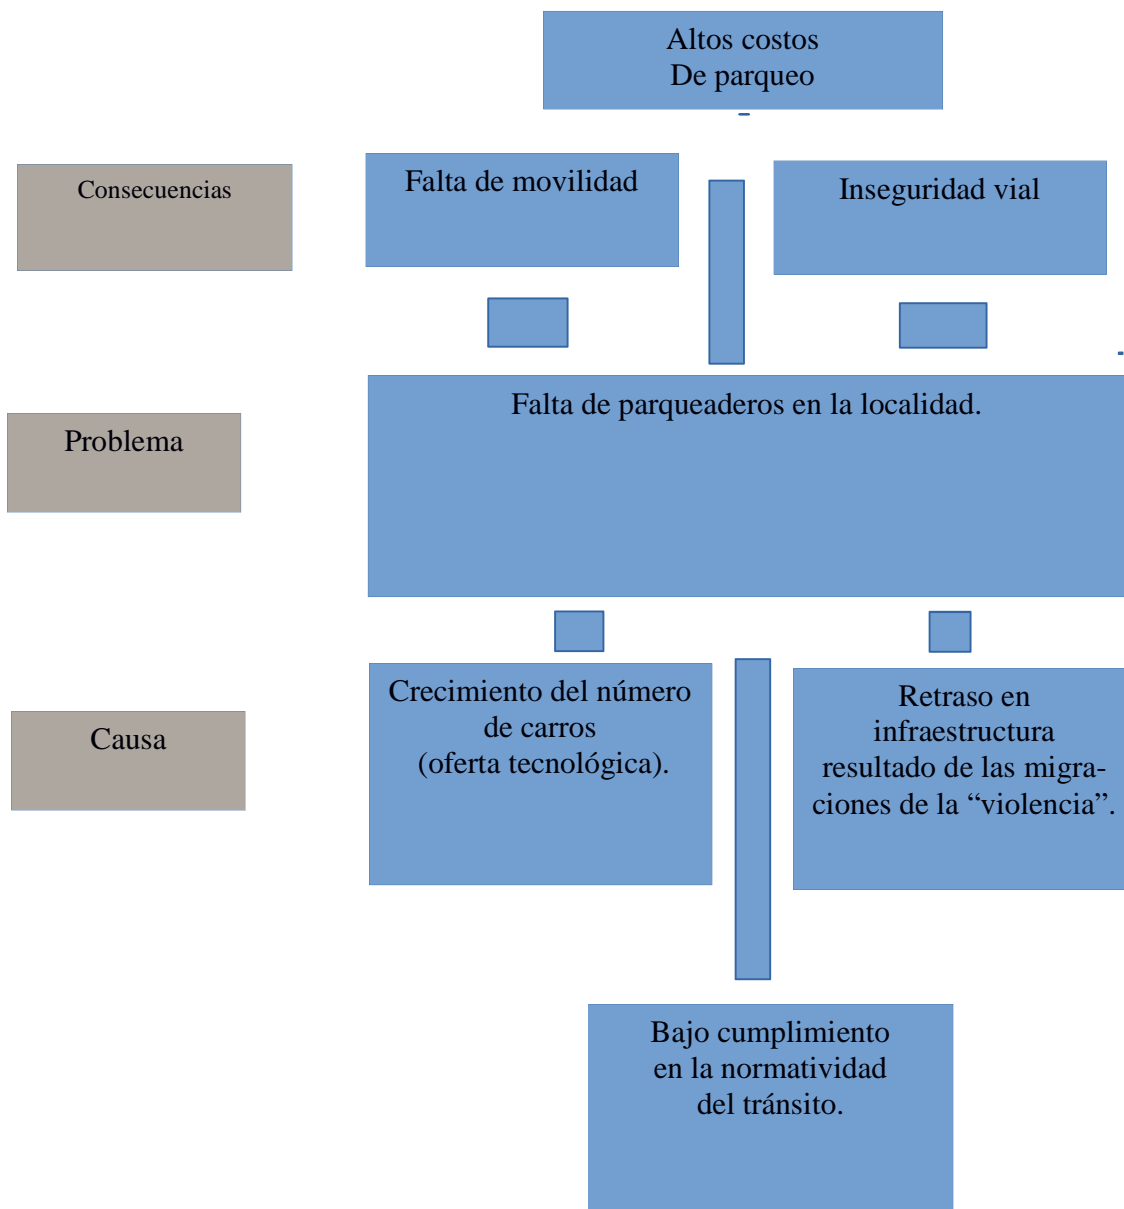 Altos costos
De parqueo
Consecuencias
Falta de movilidad
Inseguridad vial
Problema
Falta de parqueaderos en la localidad.
Causa
Crecimiento del número
de carros
(oferta tecnológica).
Retraso en
infraestructura
resultado de las migra-
ciones de la “violencia”.
Bajo cumplimiento
en la normatividad
del tránsito.